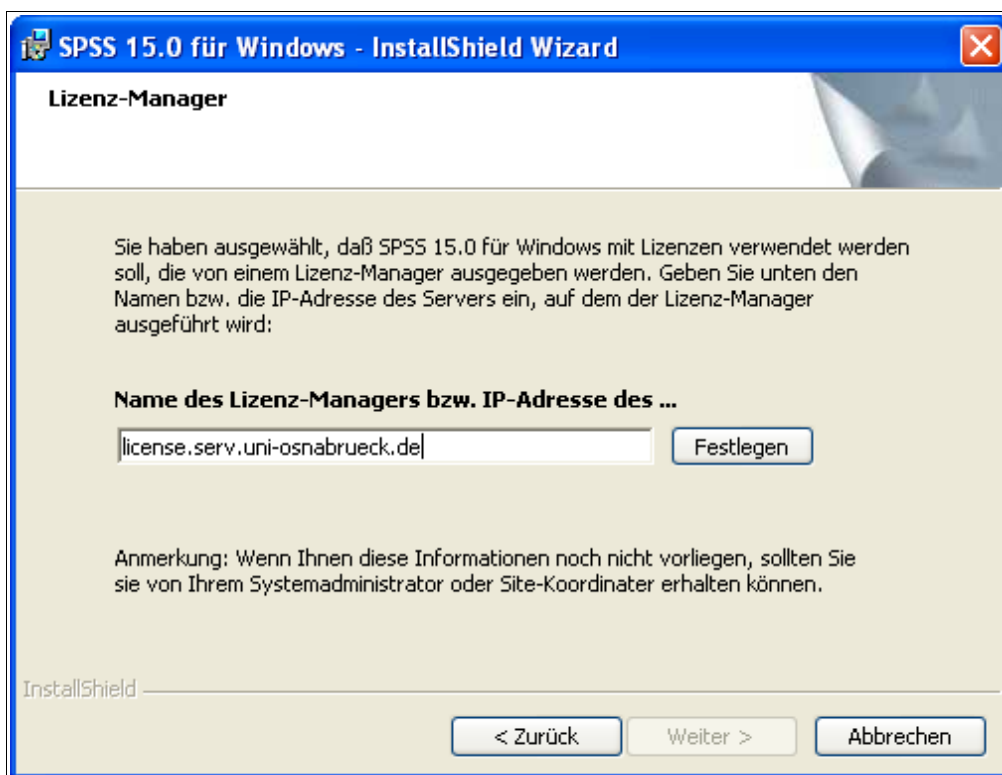 SPSS 15.0 für Windows - InstallShield Wizard
Lizenz-Manager
Sie haben ausgewählt, daß SPSS 15.0 für Windows mit Lizenzen verwendet werden
soll, die von einem Lizenz-Manager ausgegeben werden. Geben Sie unten den
Namen bzw. die IP-Adresse des Servers ein, auf dem der Lizenz-Manager
ausgeführt wird:
Name des Lizenz-Managers bzw. IP-Adresse des ...
license.serv.uni-osnabrueck.de
Festlegen
Anmerkung: Wenn Ihnen diese Informationen noch nicht vorliegen, sollten Sie
sie von Ihrem Systemadministrator oder Site-Koordinater erhalten können.
InstallShield
< Zurück
Weiter >
Abbrechen